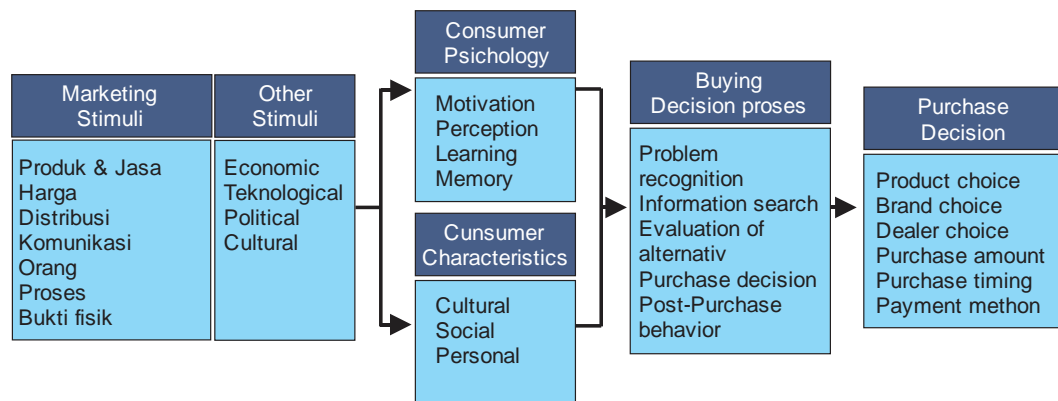 Marketing
Stimuli
Produk & Jasa
Harga
Distribusi
Komunikasi
Orang
Proses
Bukti fisik
Other
Stimuli
Economic
Teknological
Political
Cultural
Consumer
Psichology
Motivation
Perception
Learning
Memory
Cunsumer
Characteristics
Cultural
Social
Personal
Buying
Decision proses
Problem
recognition
Information search
Evaluation of
alternativ
Purchase decision
Post-Purchase
behavior
Purchase
Decision
Product choice
Brand choice
Dealer choice
Purchase amount
Purchase timing
Payment methon